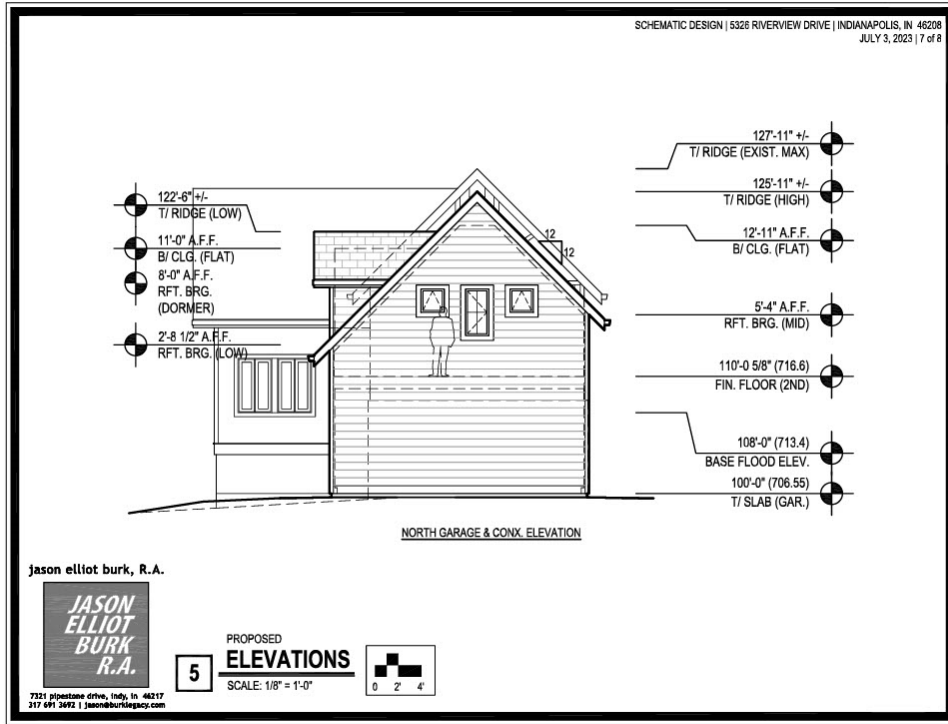 SCHEMATIC DESIGN | 5326 RIVERVIEW DRIVE | INDIANAPOLIS, IN 46208
JULY 3, 2023 | 7 of 8
122'-6" +/-
T/ RIDGE (LOW)
11'-0" A.F.F.
B/ CLG. (FLAT)
8'-0" A.F.F.
RFT. BRG.
(DORMER)
2'-8 1/2" A.F.F.
RFT. BRG. (LOW)
12
12
127'-11" +/-
T/ RIDGE (EXIST. MAX)
125'-11" +/-
T/ RIDGE (HIGH)
12'-11" A.F.F.
B/ CLG. (FLAT)
5'-4" A.F.F.
RFT. BRG. (MID)
110'-0 5/8" (716.6)
FIN. FLOOR (2ND)
108'-0" (713.4)
BASE FLOOD ELEV.
100'-0" (706.55)
T/ SLAB (GAR.)
NORTH GARAGE & CONX. ELEVATION
jason elliot burk, R.A.
JASON
ELLIOT
BURK
R.A.
7321 pipestone drive, indy, in 46217
317 691 3692 | jason@burklegacy.com
5
PROPOSED
ELEVATIONS
SCALE: 1/8" = 1'-0"
0 2' 4'